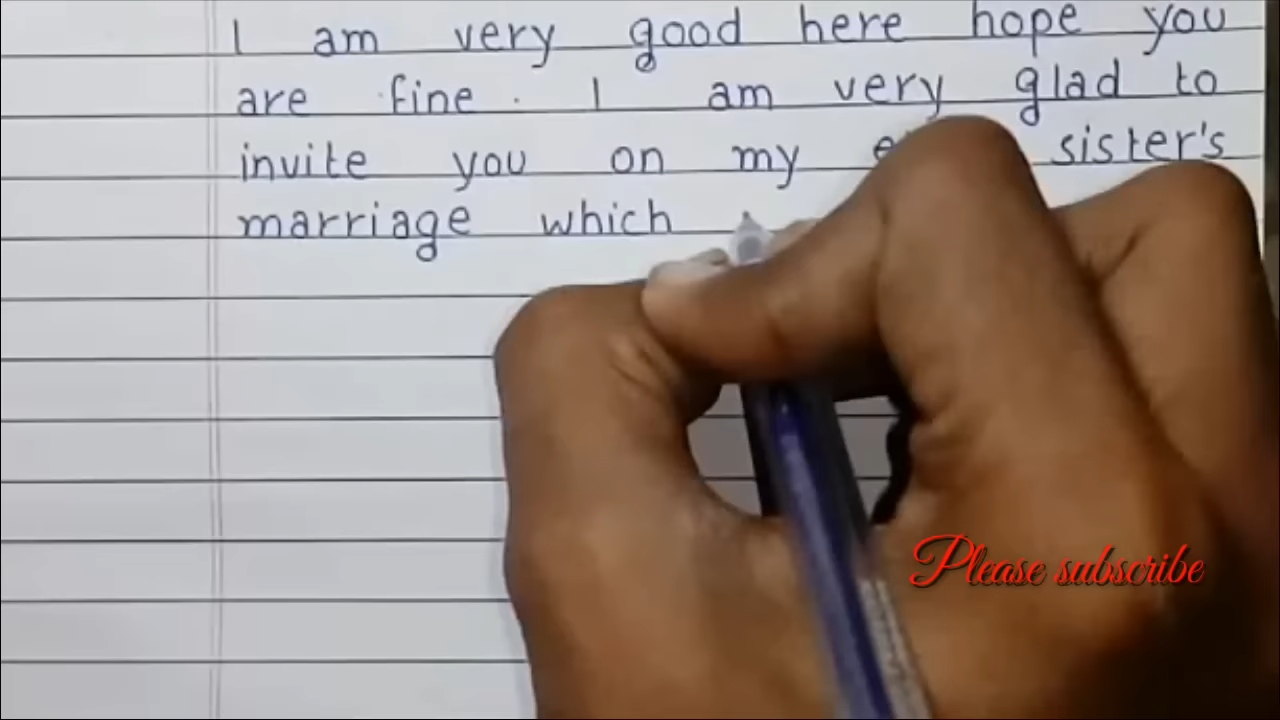 I am very good here hope you
are fine . I am very glad to
invite you on my sister's
marriage which
Please subscribe